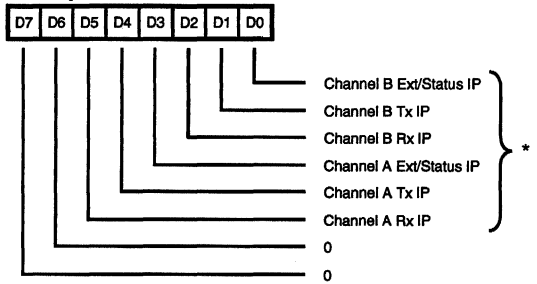 D7 D6 D5 D4 D3 D2 D1 D0
Channel B Ext/Status IP
Channel B Tx IP
Channel B Rx IP
Channel A Ext/Status IP
*
Channel A Tx IP
Channel A Rx IP
0
0